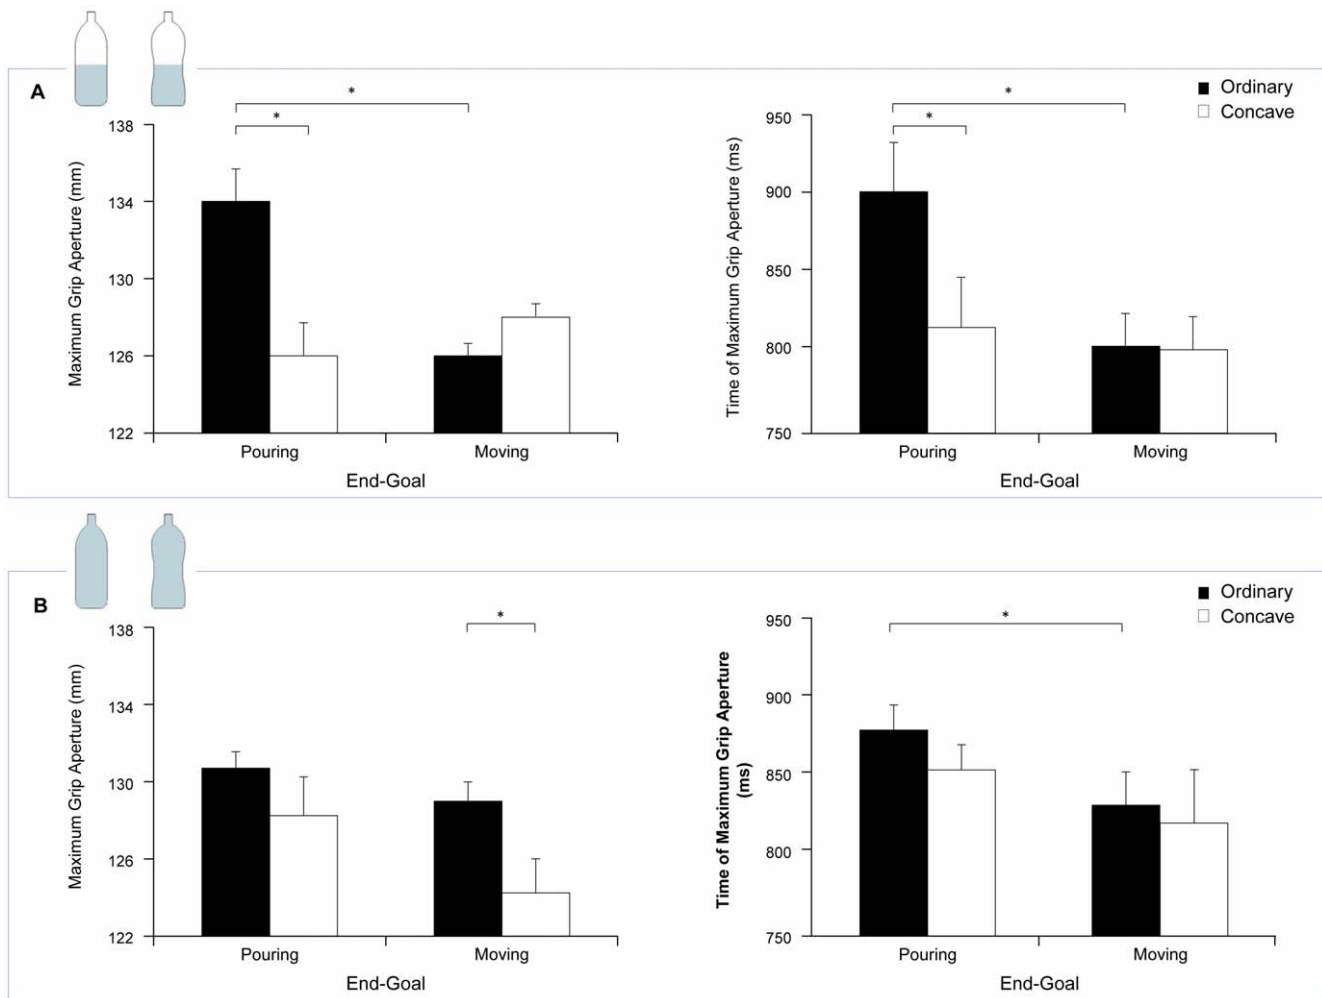 A
Ordinary
Concave
*
*
138
134
130
126
122
Maximum Grip Aperture (mm)
Pouring
Moving
End-Goal
*
*
950
900
850
800
750
Time of Maximum Grip Aperture (ms)
Pouring
Moving
End-Goal
B
Ordinary
Concave
*
138
134
130
126
122
Maximum Grip Aperture (mm)
Pouring
Moving
End-Goal
*
950
900
850
800
750
Time of Maximum Grip Aperture
(ms)
Pouring
Moving
End-Goal